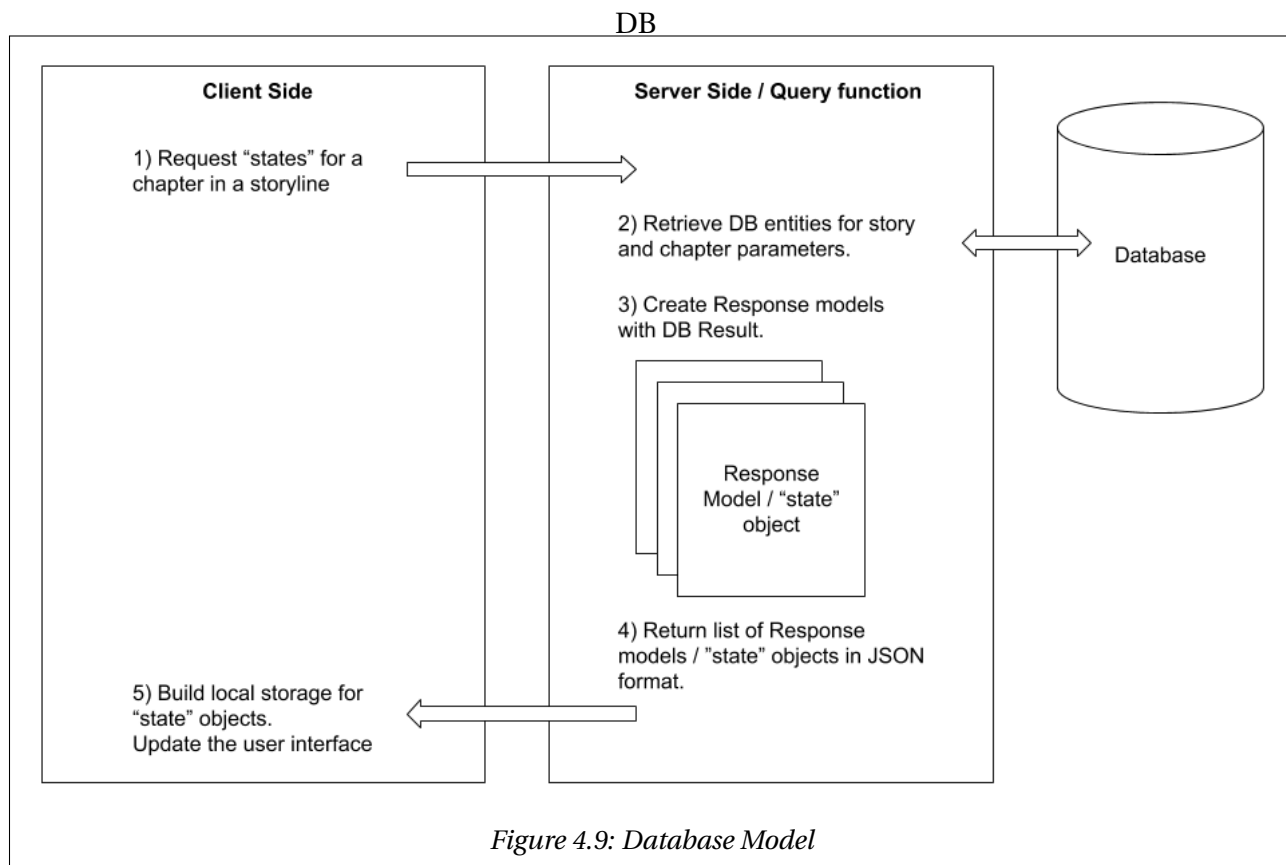 DB
Client Side
1) Request “states” for a
chapter in a storyline
Server Side / Query function
2) Retrieve DB entities for story
and chapter parameters.
Database
3) Create Response models
with DB Result.
Response
Model / “state”
object
4) Return list of Response
models / ”state” objects in JSON
format.
5) Build local storage for
“state” objects.
Update the user interface
Figure 4.9: Database Model